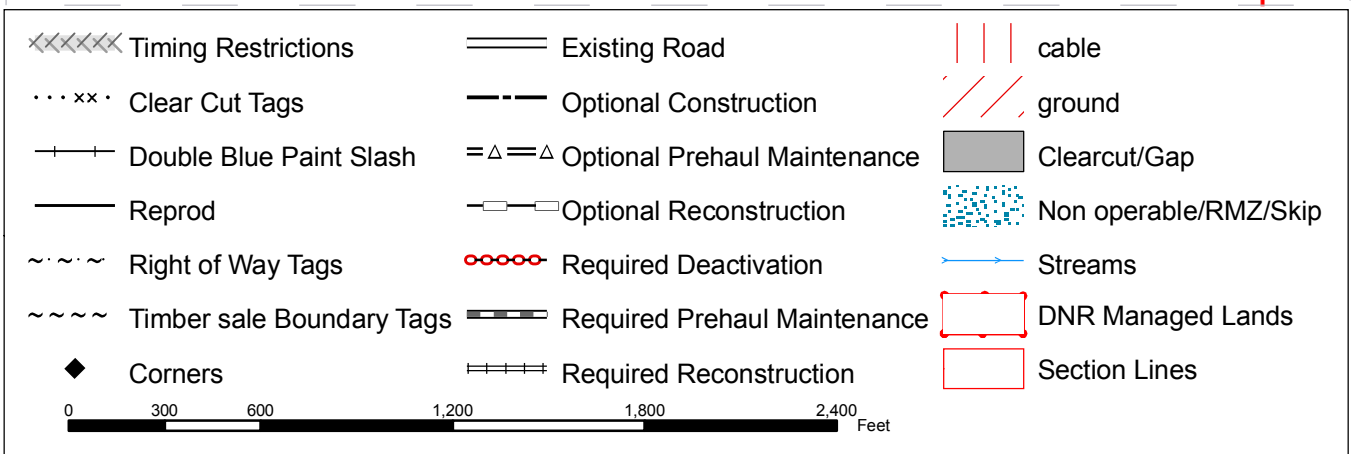 Timing Restrictions
Clear Cut Tags
Double Blue Paint Slash
Reprod
Right of Way Tags
Timber sale Boundary Tags
Corners
Existing Road
Optional Construction
Optional Prehaul Maintenance
Optional Reconstruction
Required Deactivation
Required Prehaul Maintenance
Required Reconstruction
cable
ground
Clearcut/Gap
Non operable/RMZ/Skip
Streams
DNR Managed Lands
Section Lines
0 300 600 1,200 1,800 2,400
Feet